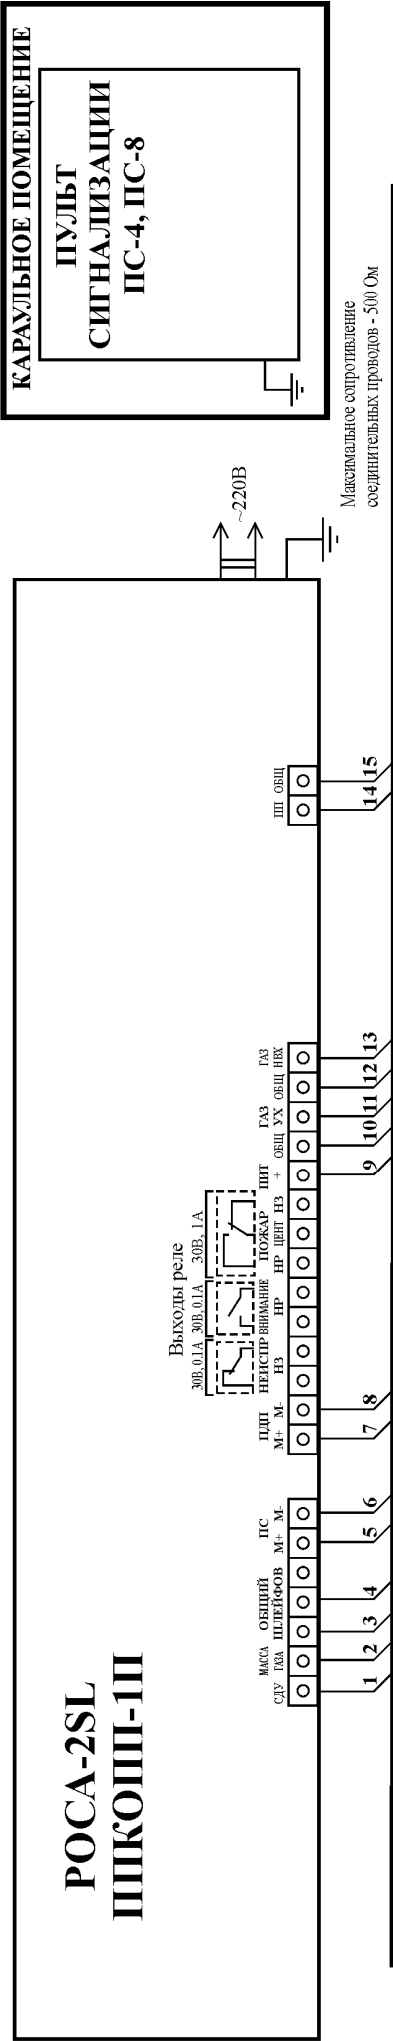 КАРАУЛЬНОЕ ПОМЕЩЕНИЕ
ПУЛЬТ
СИГНАЛИЗАЦИИ
ПС-4, ПС-8
Максимальное сопротивление
соединительных проводов - 500 Ом
~220В
РОСА-2SL
ППКОПП-1П
Выходы реле
30В, 0.1А 30В, 0.1А 30В, 1А
МАССА ОБЩИЙ ПС ПДП НЕИСПР ВНИМАНИЕ ПОЖАР ПИТ ГАЗ ГАЗ
СДУ ГАЗА ШЛЕЙФОВ М+ М- М+ М- НЗ НР НР ЦЕНТ НЗ + ОБЩ УХ ОБЩ НВХ ПП ОБЩ
1 2 3 4 5 6 7 8 9 10 11 12 13 14 15